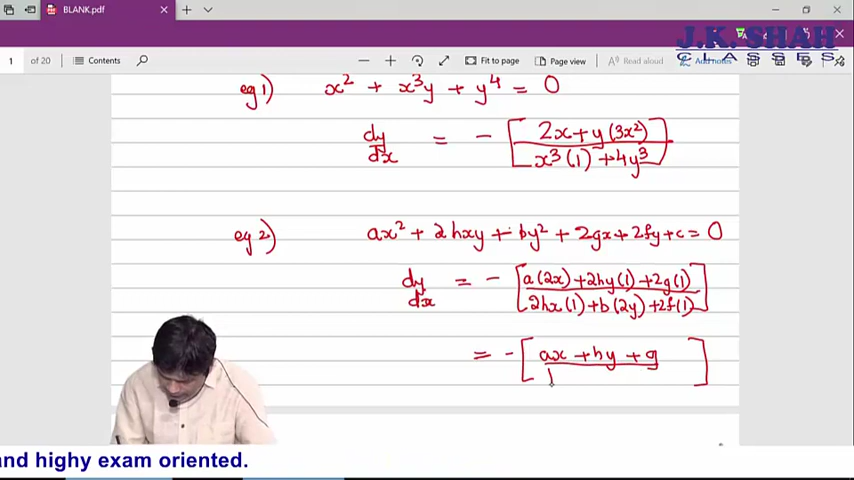 BLANK.pdf
J.K. SHAH
CLASSES
1 of 20 Contents Fit to page Page view Read aloud Add notes
eg 1) x² + x³y + y⁴ = 0
dy/dx = - [ 2x + y(3x²) / x³(1) + 4y³ ]
eg 2) ax² + 2hxy + by² + 2gx + 2fy + c = 0
dy/dx = - [ a(2x) + 2hy(1) + 2g(1) / 2hx(1) + b(2y) + 2f(1) ]
= - [ ax + hy + g / ]
and highy exam oriented.